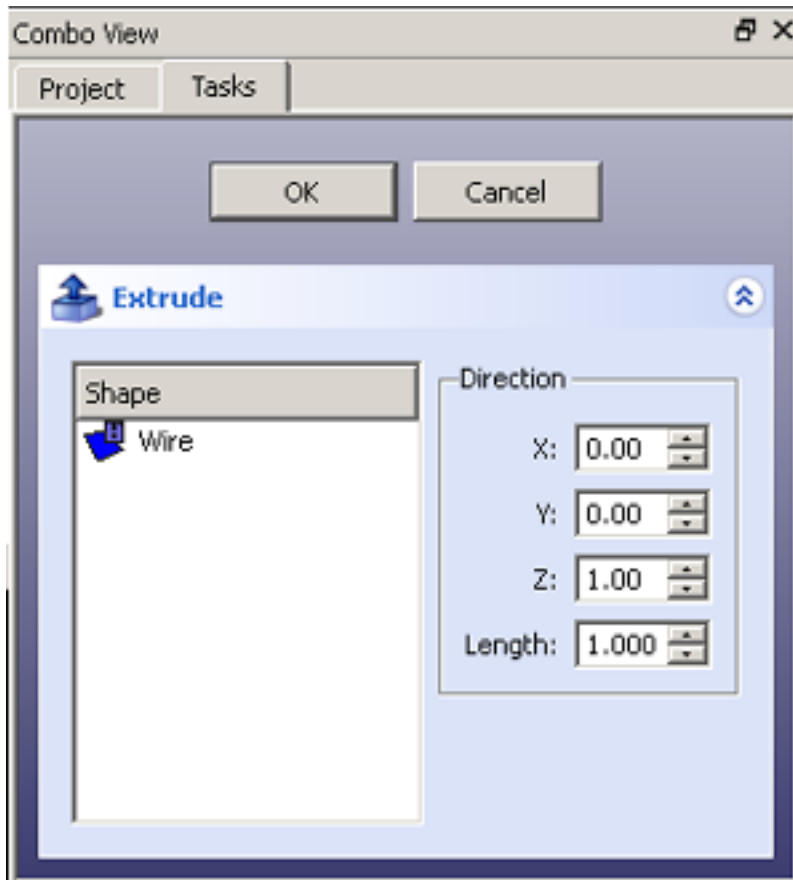 Combo View
Project Tasks
OK Cancel
Extrude
Shape
Wire
Direction
X: 0.00
Y: 0.00
Z: 1.00
Length: 1.000